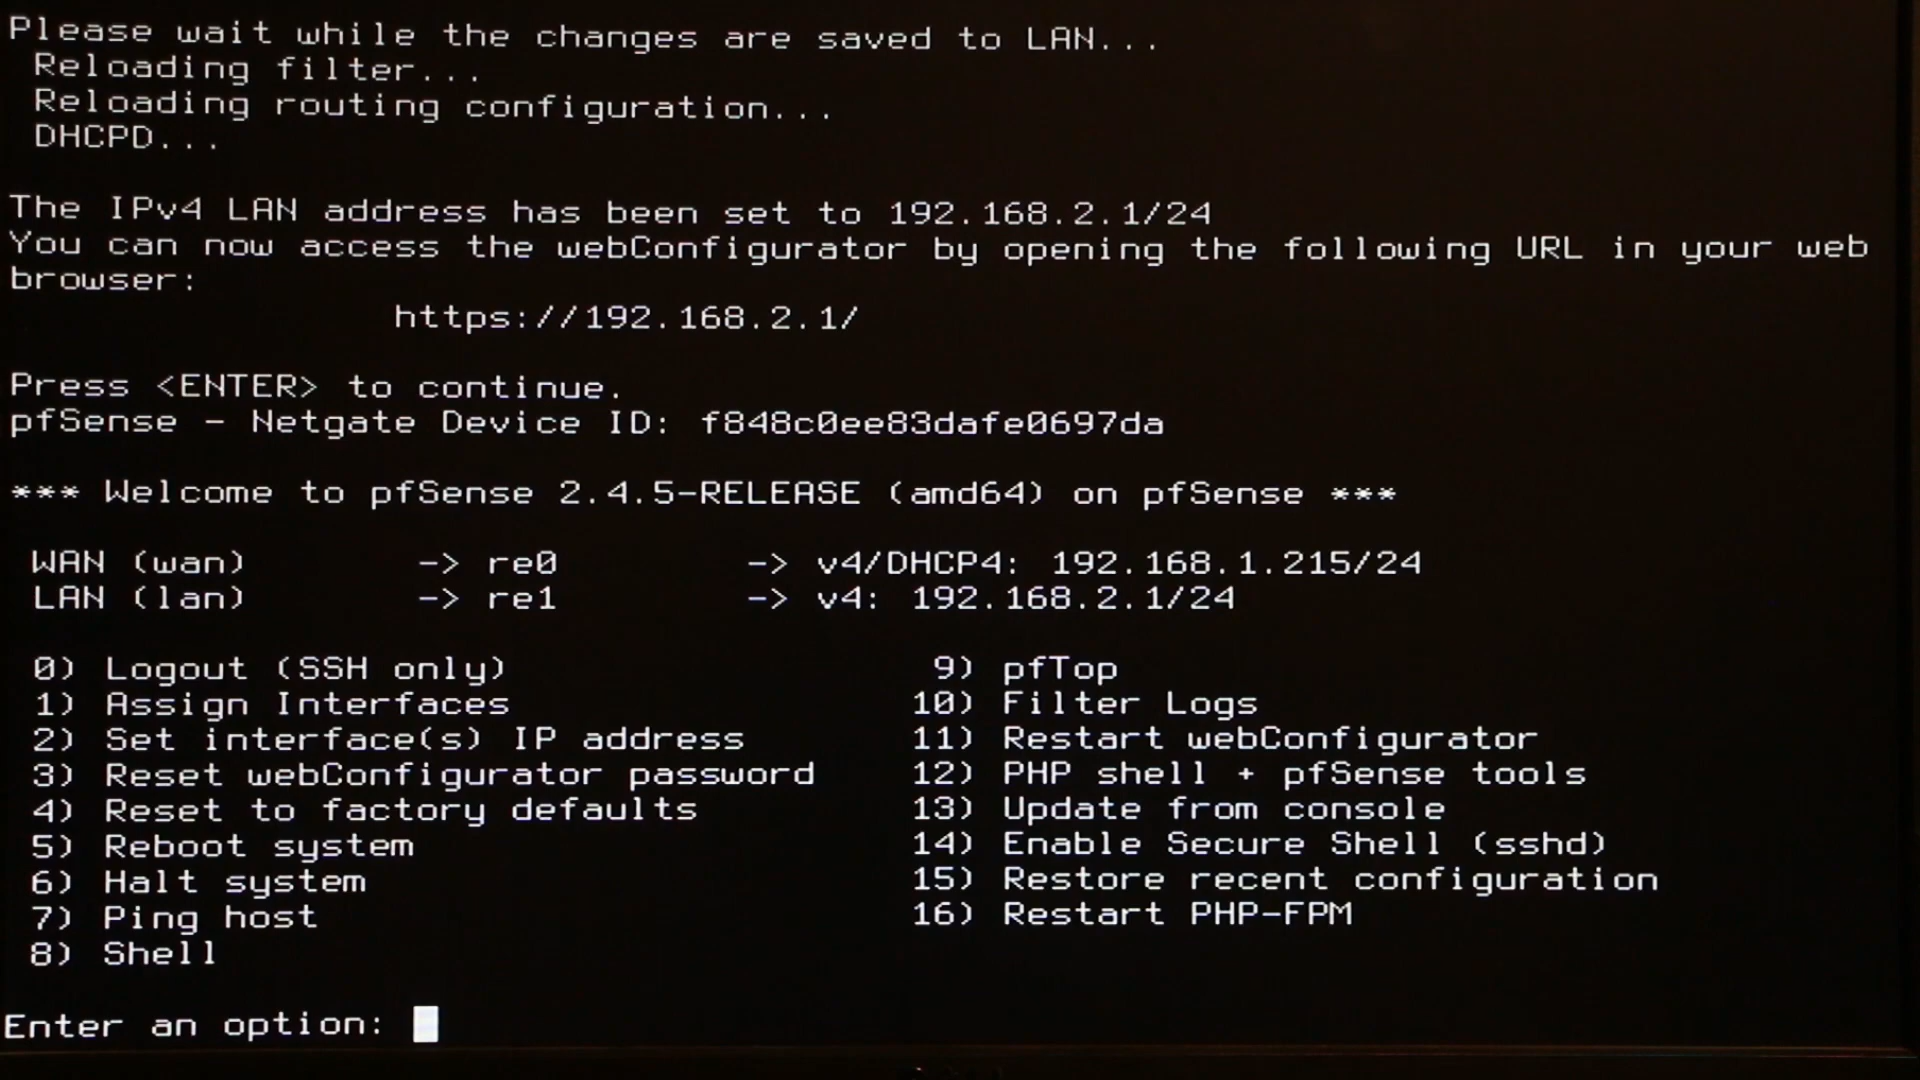 Please wait while the changes are saved to LAN...
Reloading filter...
Reloading routing configuration...
DHCPD...
The IPv4 LAN address has been set to 192.168.2.1/24
You can now access the webConfigurator by opening the following URL in your web
browser:
https://192.168.2.1/
Press <ENTER> to continue.
pfSense - Netgate Device ID: f848c0ee83dafe0697da
*** Welcome to pfSense 2.4.5-RELEASE (amd64) on pfSense ***
WAN (wan) -> re0 -> v4/DHCP4: 192.168.1.215/24
LAN (lan) -> re1 -> v4: 192.168.2.1/24
0) Logout (SSH only) 9) pfTop
1) Assign Interfaces 10) Filter Logs
2) Set interface(s) IP address 11) Restart webConfigurator
3) Reset webConfigurator password 12) PHP shell + pfSense tools
4) Reset to factory defaults 13) Update from console
5) Reboot system 14) Enable Secure Shell (sshd)
6) Halt system 15) Restore recent configuration
7) Ping host 16) Restart PHP-FPM
8) Shell
Enter an option: